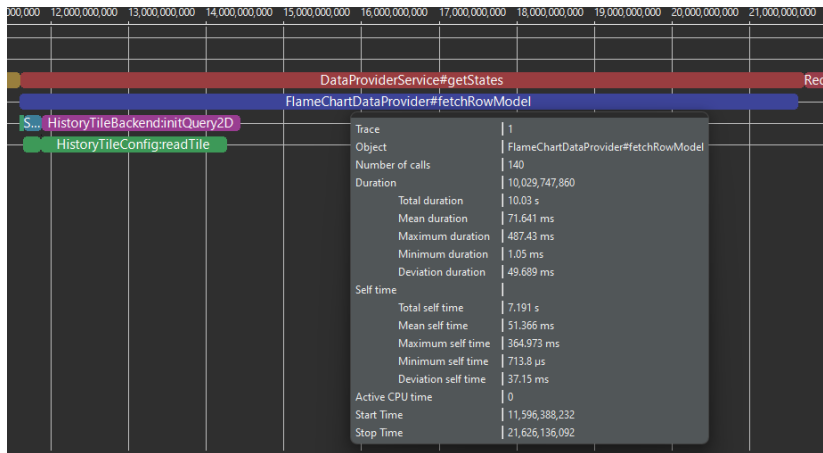 000,000 12,000,000,000 13,000,000,000 14,000,000,000 15,000,000,000 16,000,000,000 17,000,000,000 18,000,000,000 19,000,000,000 20,000,000,000 21,000,000,000
DataProviderService#getStates Rec
FlameChartDataProvider#fetchRowModel
S... HistoryTileBackend:initQuery2D
HistoryTileConfig:readTile
Trace 1
Object FlameChartDataProvider#fetchRowModel
Number of calls 140
Duration 10,029,747,860
Total duration 10.03 s
Mean duration 71.641 ms
Maximum duration 487.43 ms
Minimum duration 1.05 ms
Deviation duration 49.689 ms
Self time
Total self time 7.191 s
Mean self time 51.366 ms
Maximum self time 364.973 ms
Minimum self time 713.8 µs
Deviation self time 37.15 ms
Active CPU time 0
Start Time 11,596,388,232
Stop Time 21,626,136,092